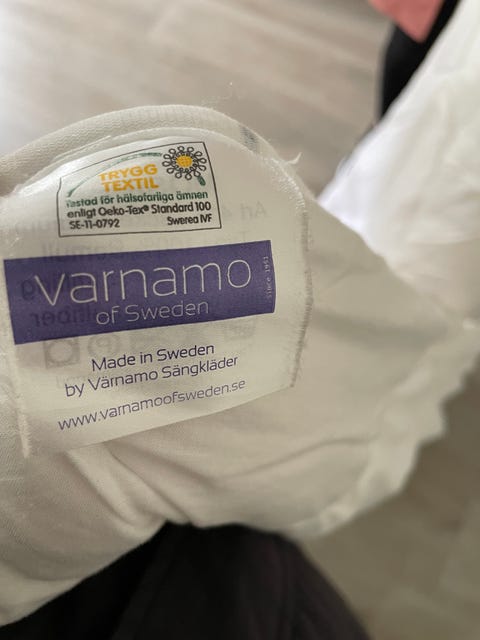 TRYGG
TEXTIL
Testad för hälsofarliga ämnen
enligt Oeko-Tex® Standard 100
SE-11-0792 Swerea IVF
varnamo
of Sweden
since 1961
Made in Sweden
by Värnamo Sängkläder
www.varnamoofsweden.se